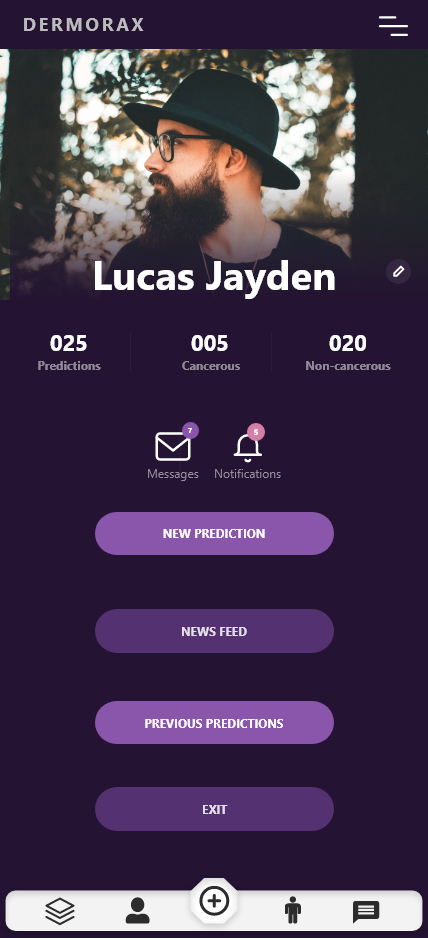 DERMORAX
Lucas Jayden
025 005 020
Predictions Cancerous Non-cancerous
7 5
Messages Notifications
NEW PREDICTION
NEWS FEED
PREVIOUS PREDICTIONS
EXIT